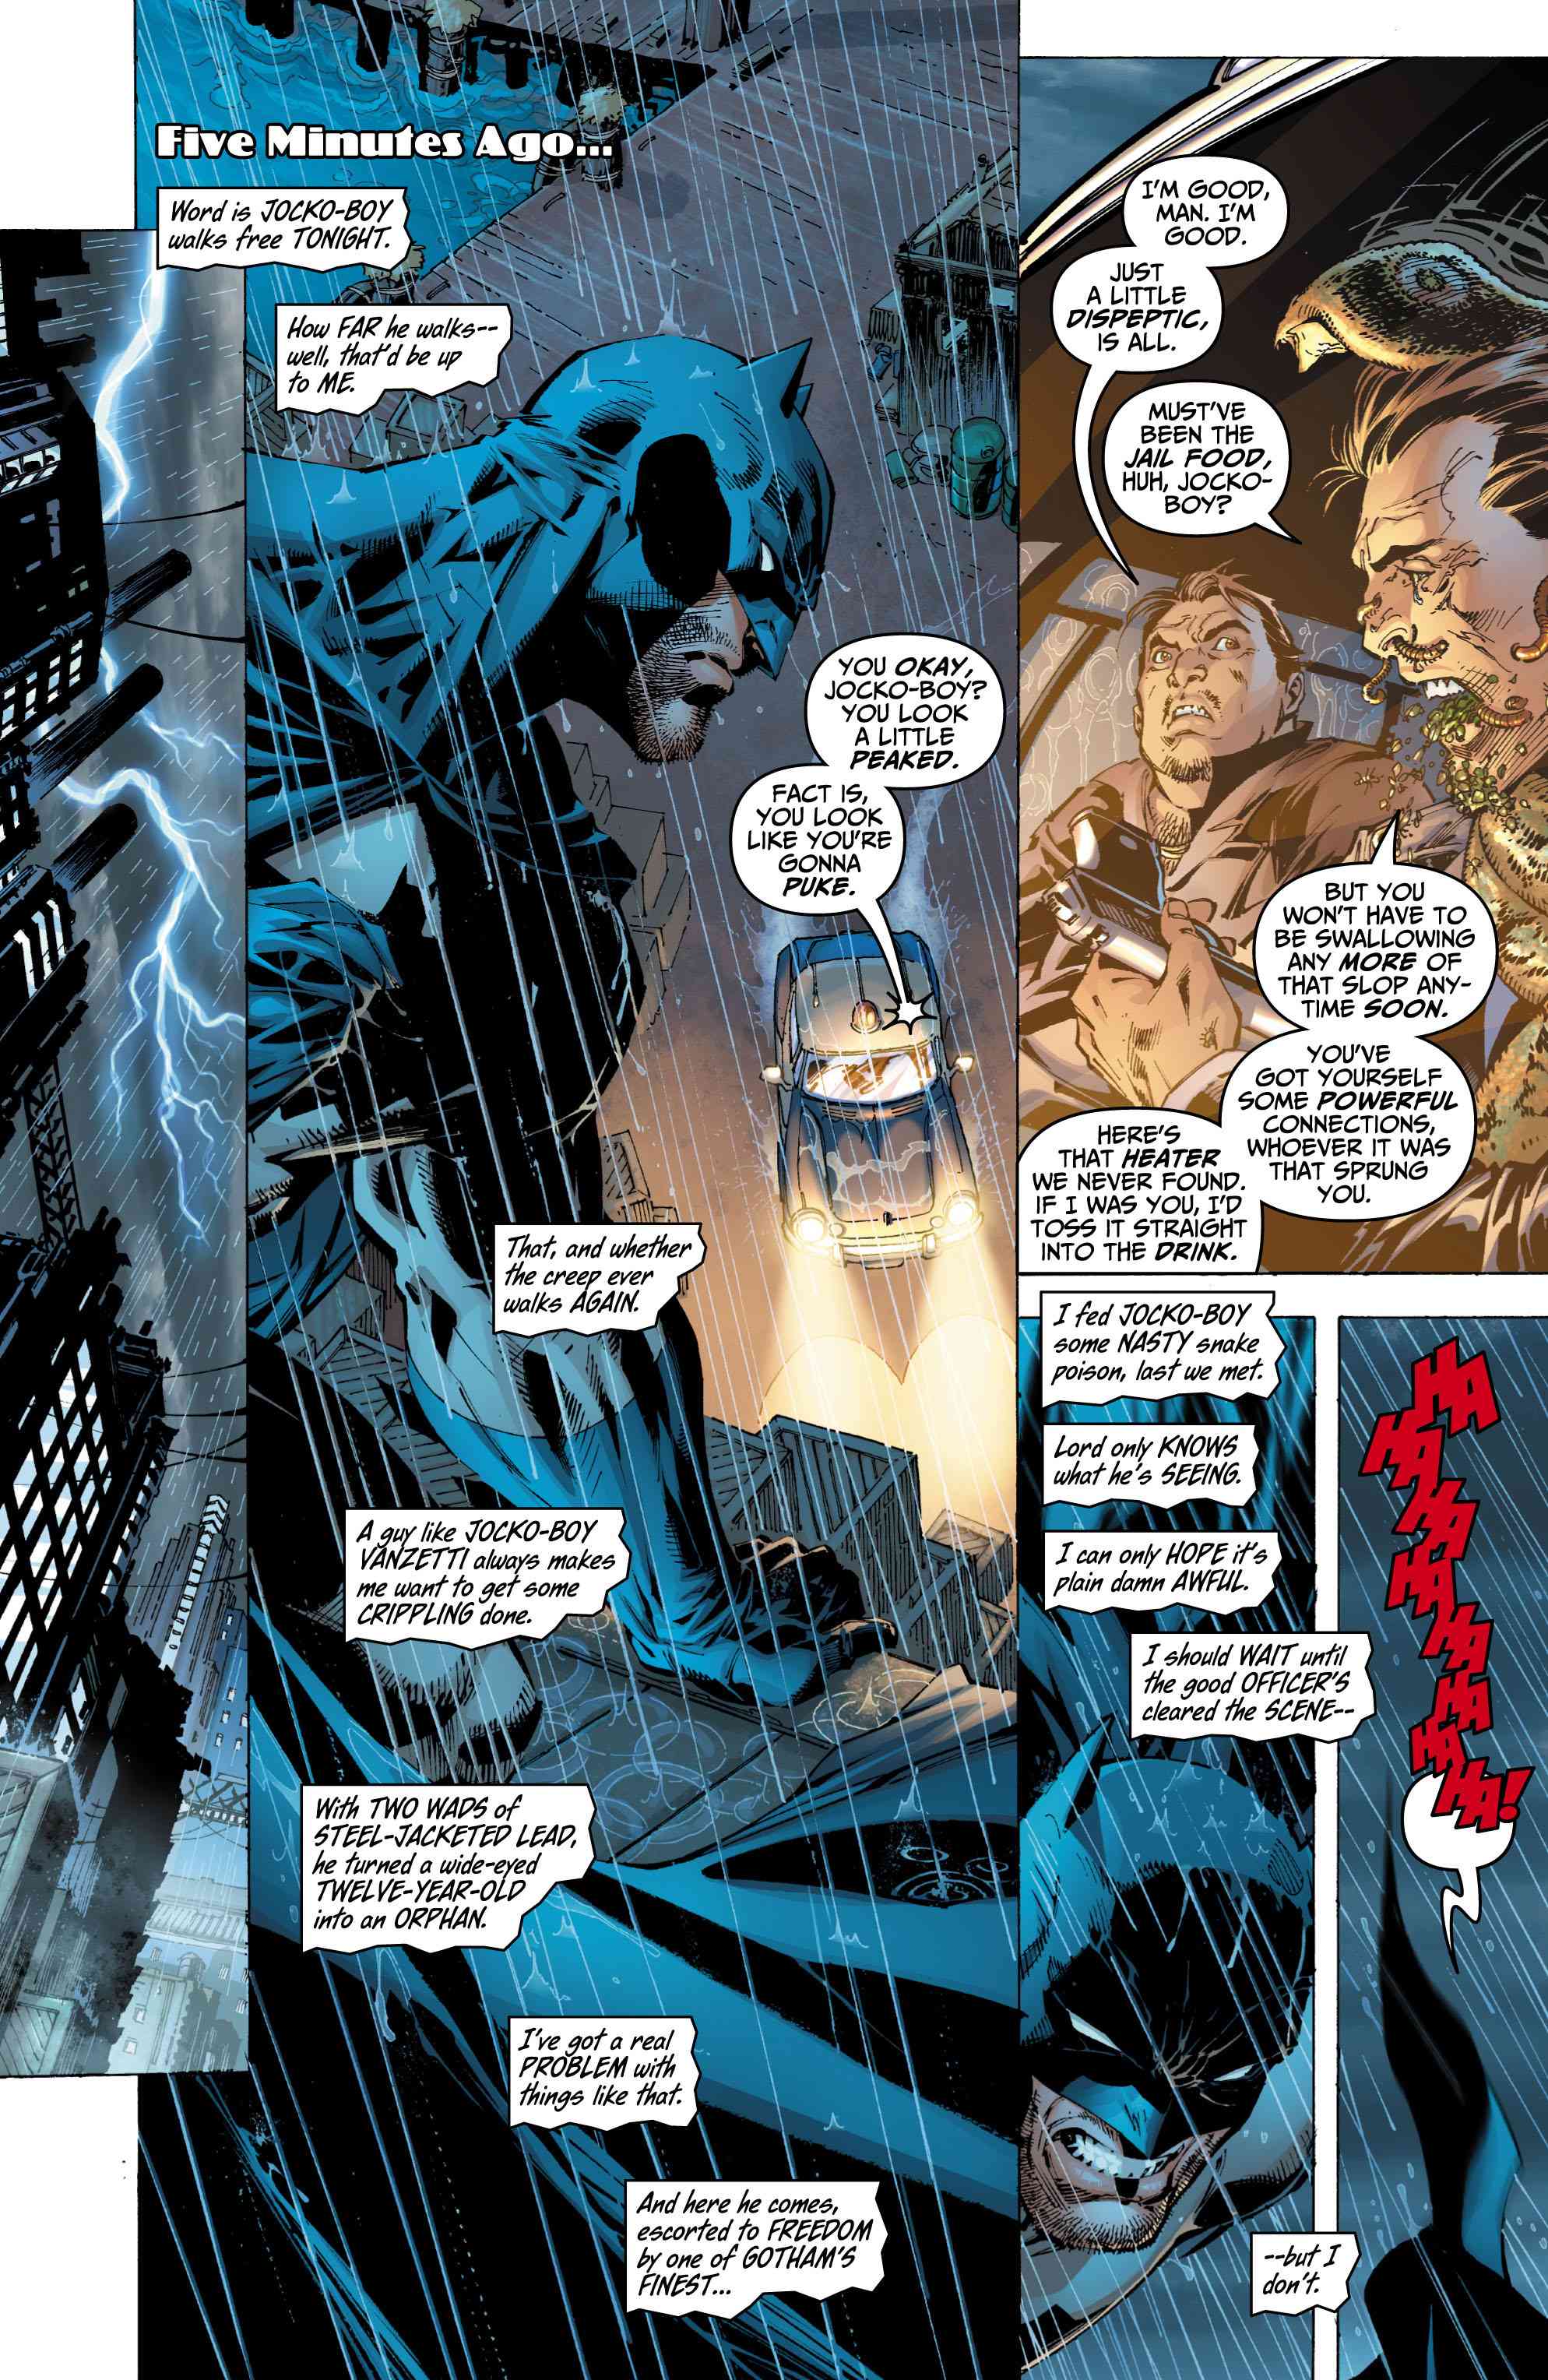 Five Minutes Ago...
Word is JOCKO-BOY
walks free TONIGHT.
How FAR he walks--
well, that'd be up
to ME.
YOU OKAY,
JOCKO-BOY?
YOU LOOK
A LITTLE
PEAKED.
FACT IS,
YOU LOOK
LIKE YOU'RE
GONNA
PUKE.
That, and whether
the creep ever
walks AGAIN.
A guy like JOCKO-BOY
VANZETTI always makes
me want to get some
CRIPPLING done.
With TWO WADS of
STEEL-JACKETED LEAD,
he turned a wide-eyed
TWELVE-YEAR-OLD
into an ORPHAN.
I've got a real
PROBLEM with
things like that.
And here he comes,
escorted to FREEDOM
by one of GOTHAM'S
FINEST...
I'M GOOD,
MAN. I'M
GOOD.
JUST
A LITTLE
DISPEPTIC,
IS ALL.
MUST'VE
BEEN THE
JAIL FOOD,
HUH, JOCKO-
BOY?
BUT YOU
WON'T HAVE TO
BE SWALLOWING
ANY MORE OF
THAT SLOP ANY-
TIME SOON.
YOU'VE
GOT YOURSELF
SOME POWERFUL
CONNECTIONS,
WHOEVER IT WAS
THAT SPRUNG
YOU.
HERE'S
THAT HEATER
WE NEVER FOUND.
IF I WAS YOU, I'D
TOSS IT STRAIGHT
INTO THE DRINK.
I fed JOCKO-BOY
some NASTY snake
poison, last we met.
Lord only KNOWS
what he's SEEING.
I can only HOPE it's
plain damn AWFUL.
I should WAIT until
the good OFFICER'S
cleared the SCENE--
HA
HA
HA
HA
HA
HA
HA
HA
HA!
--but I
don't.